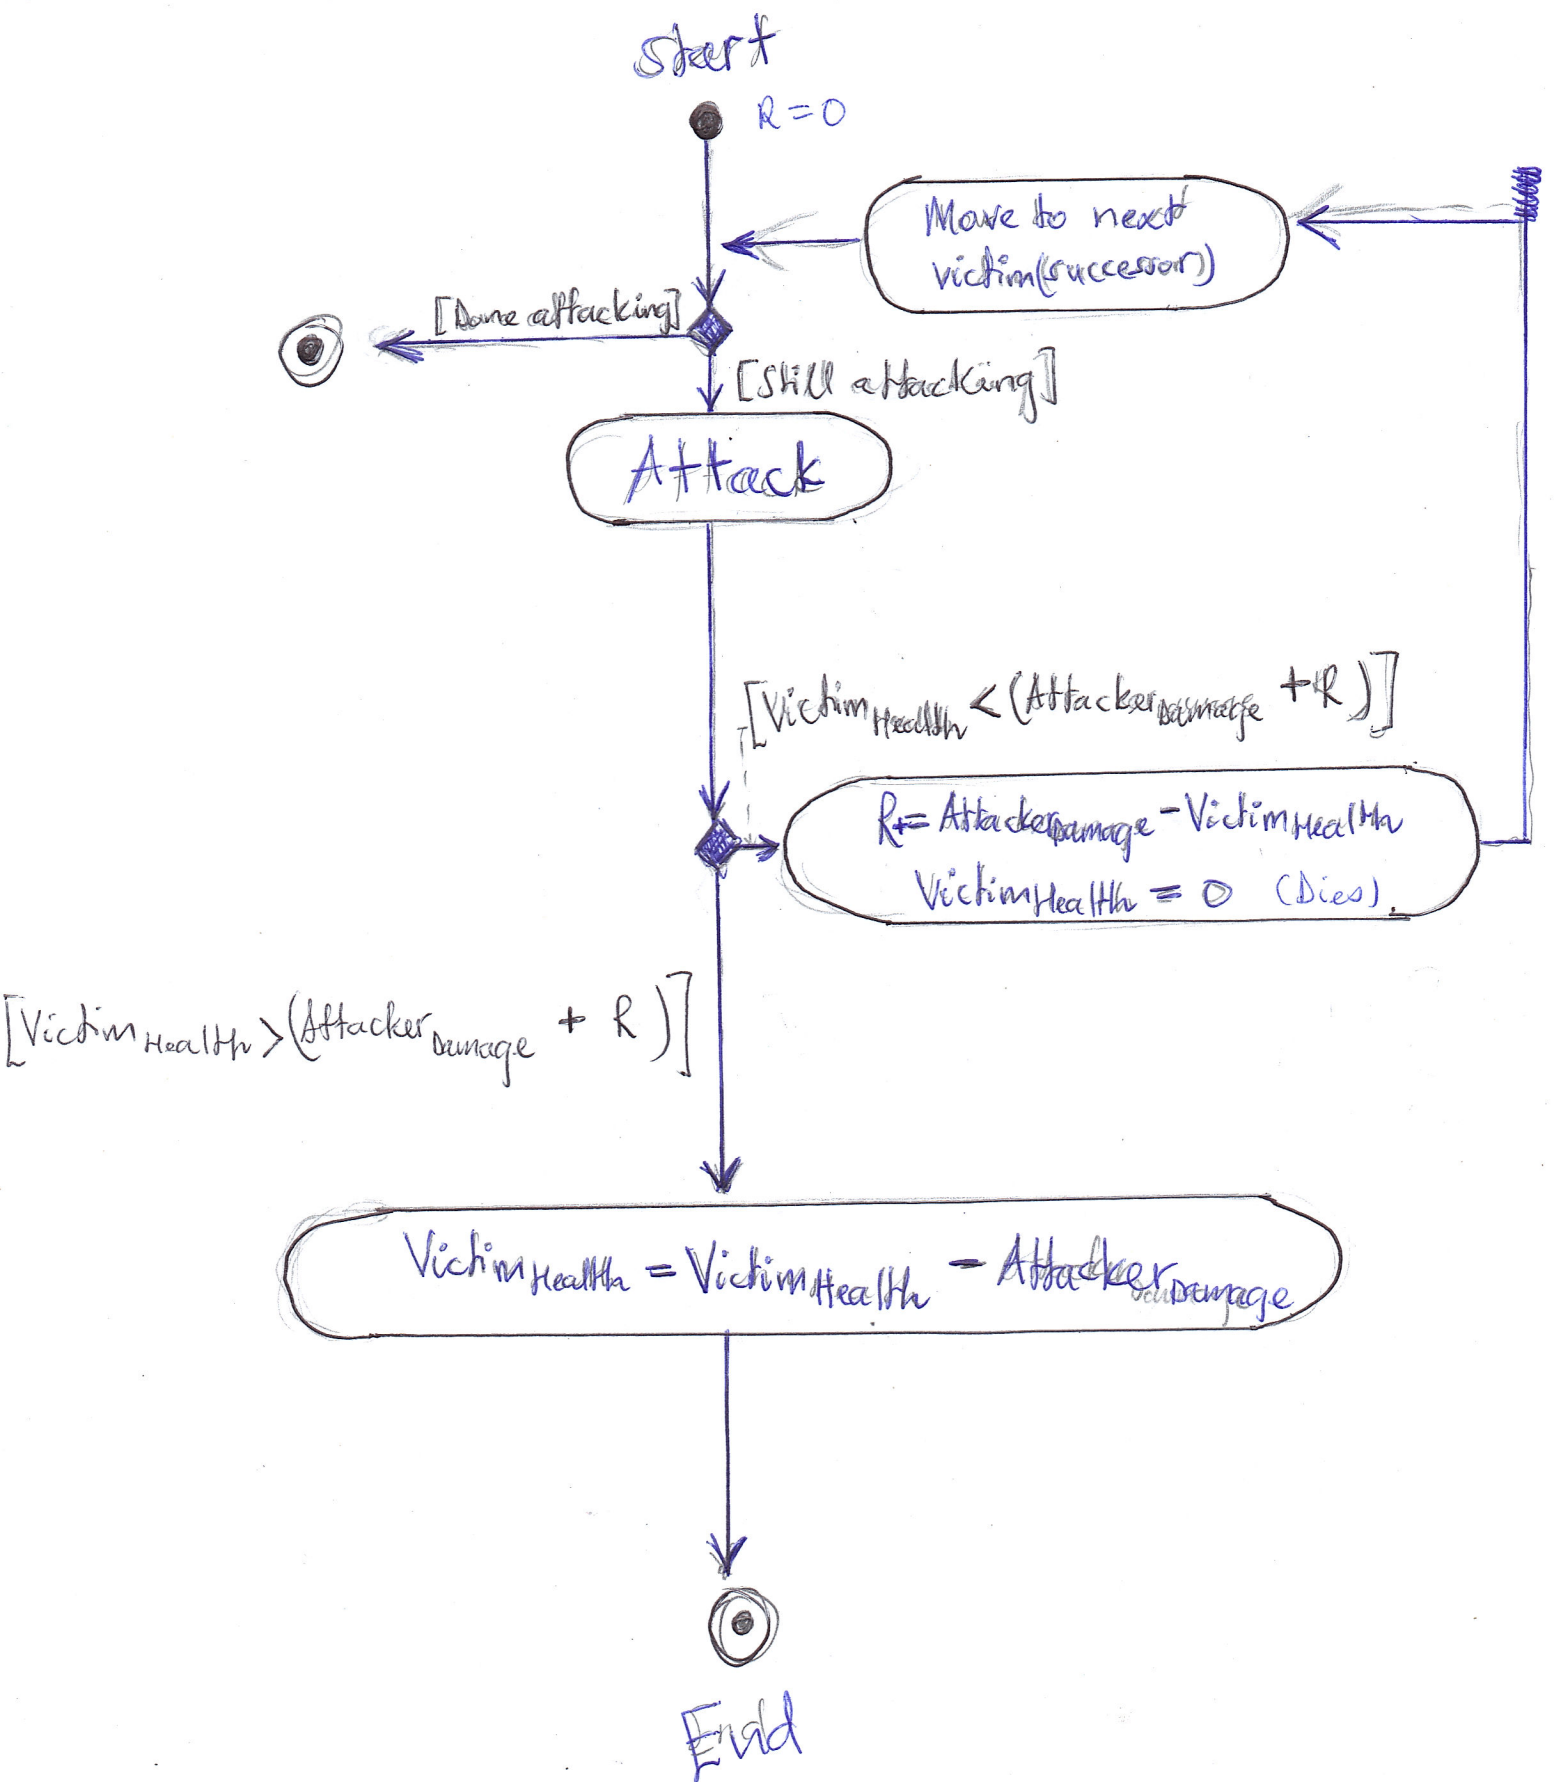 Start
R = 0
Move to next
victim(successor)
[Done attacking]
[Still attacking]
Attack
[VictimHealth < (AttackerDamage + R)]
R += AttackerDamage - VictimHealth
VictimHealth = 0 (Dies)
[VictimHealth > (AttackerDamage + R)]
VictimHealth = VictimHealth - AttackerDamage
End